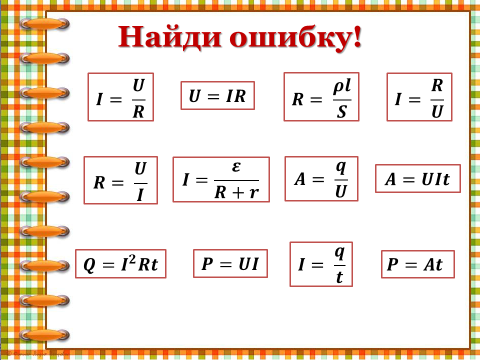 Найди ошибку!
I = U/R
U = IR
R = ρl/S
I = R/U
R = U/I
I = ε/(R + r)
A = q/U
A = UIt
Q = I²Rt
P = UI
I = q/t
P = At